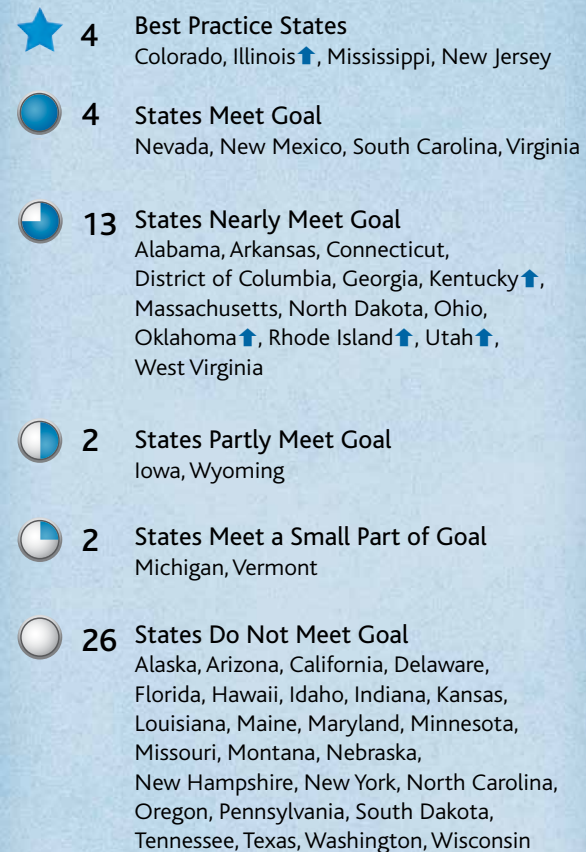 4 Best Practice States
Colorado, Illinois⬆, Mississippi, New Jersey
4 States Meet Goal
Nevada, New Mexico, South Carolina, Virginia
13 States Nearly Meet Goal
Alabama, Arkansas, Connecticut,
District of Columbia, Georgia, Kentucky⬆,
Massachusetts, North Dakota, Ohio,
Oklahoma⬆, Rhode Island⬆, Utah⬆,
West Virginia
2 States Partly Meet Goal
Iowa, Wyoming
2 States Meet a Small Part of Goal
Michigan, Vermont
26 States Do Not Meet Goal
Alaska, Arizona, California, Delaware,
Florida, Hawaii, Idaho, Indiana, Kansas,
Louisiana, Maine, Maryland, Minnesota,
Missouri, Montana, Nebraska,
New Hampshire, New York, North Carolina,
Oregon, Pennsylvania, South Dakota,
Tennessee, Texas, Washington, Wisconsin